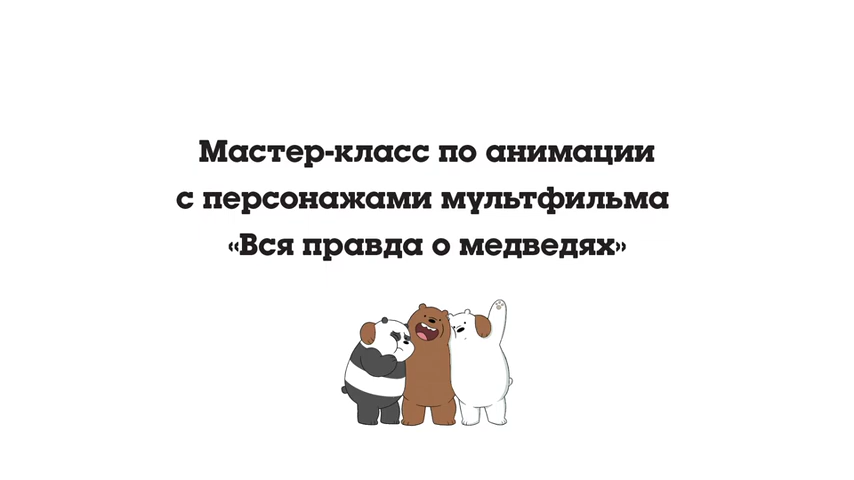 Мастер-класс по анимации
с персонажами мультфильма
«Вся правда о медведях»